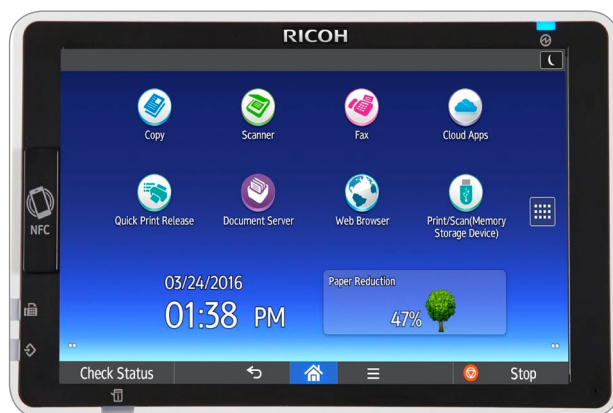 RICOH
Copy
Scanner
Fax
Cloud Apps
Quick Print Release
Document Server
Web Browser
Print/Scan(Memory
Storage Device)
NFC
03/24/2016
01:38 PM
Paper Reduction
47%
Check Status
Stop